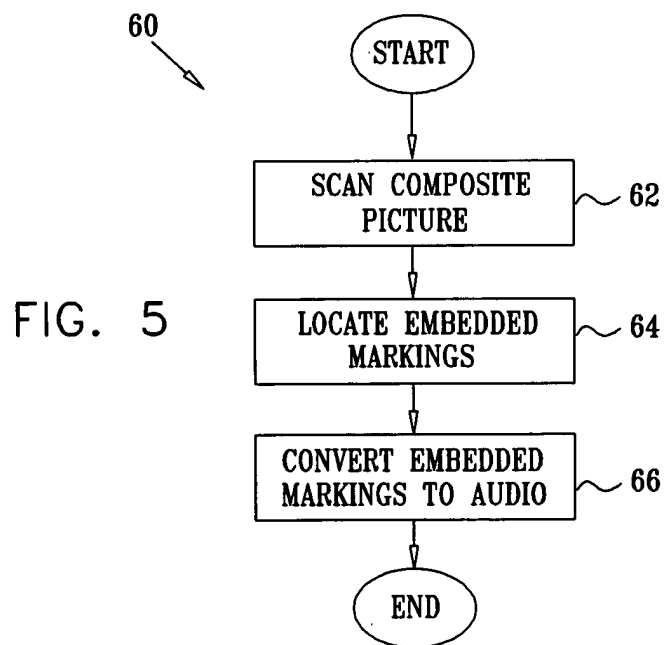 60
START
SCAN COMPOSITE
PICTURE
62
FIG. 5
LOCATE EMBEDDED
MARKINGS
64
CONVERT EMBEDDED
MARKINGS TO AUDIO
66
END